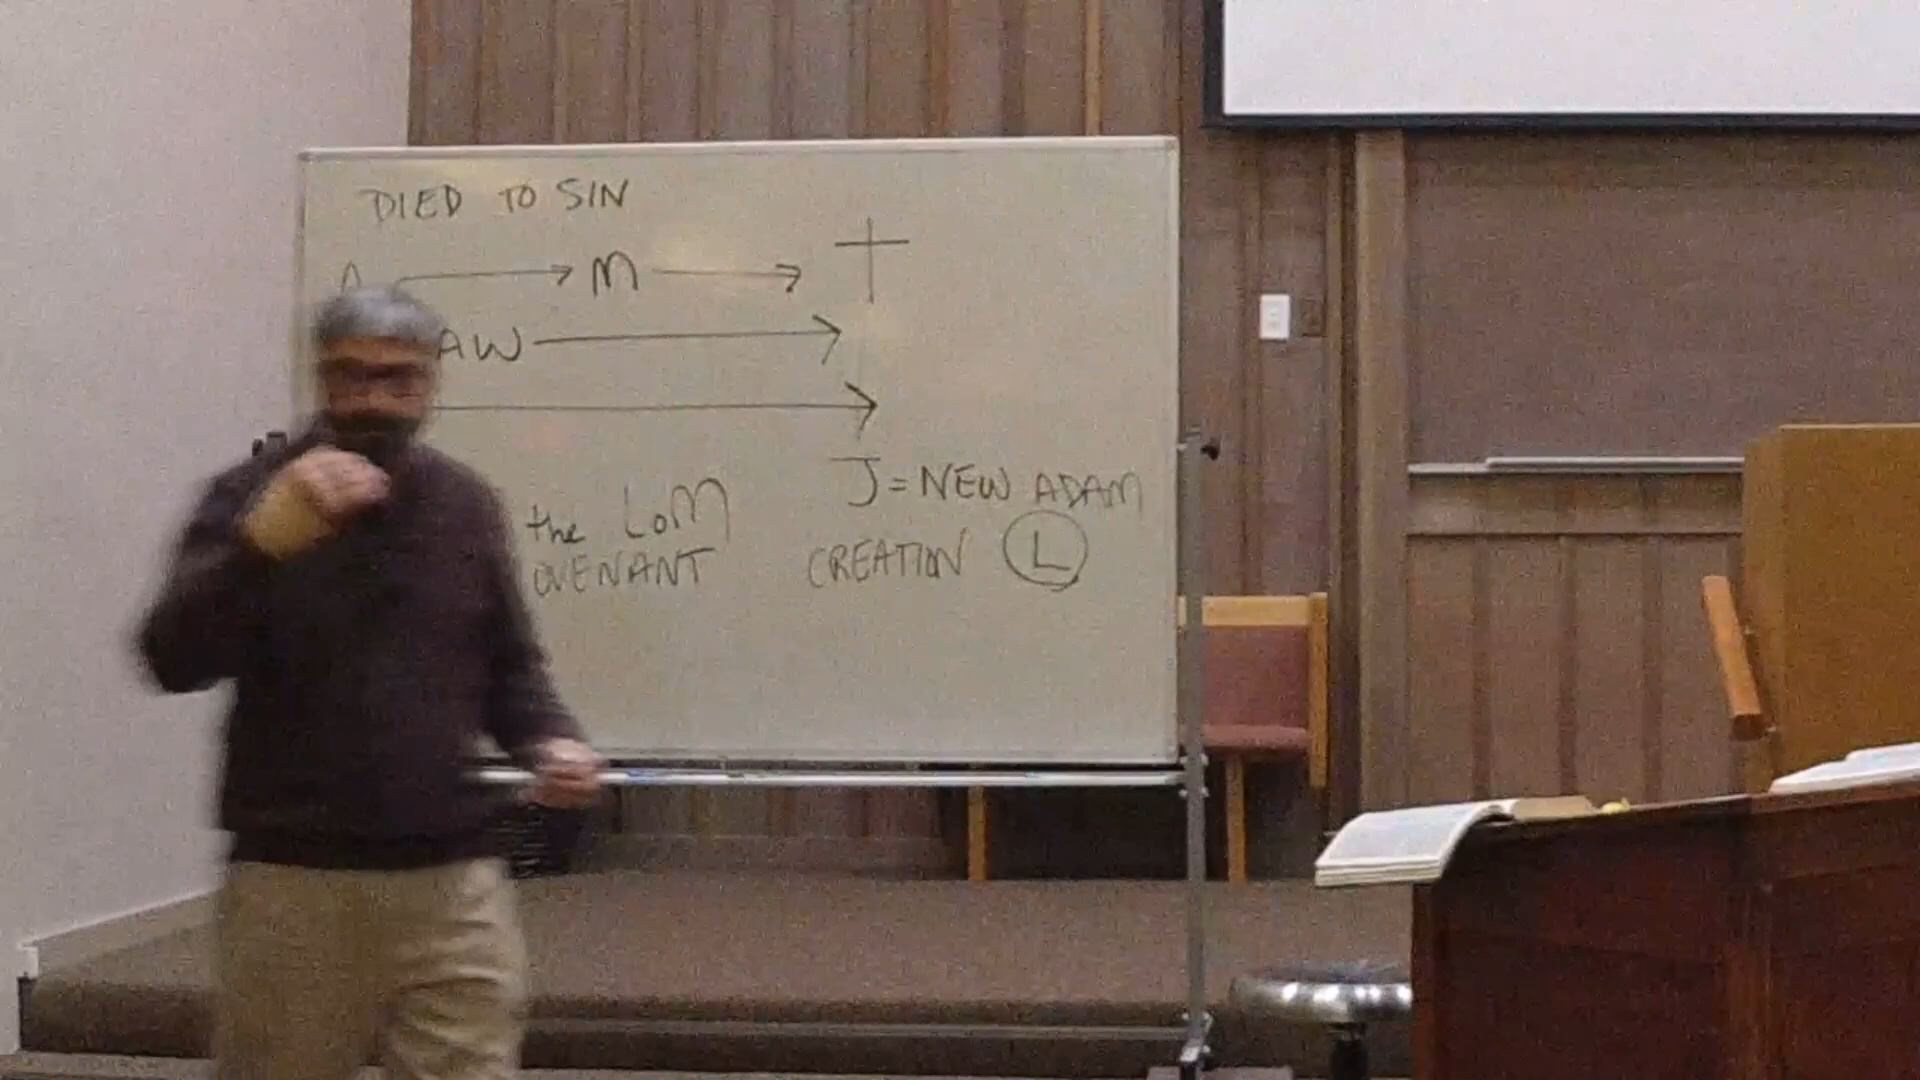 DIED TO SIN
A → M →
AW →
the LoM
J = NEW ADAM
OVENANT
CREATION L